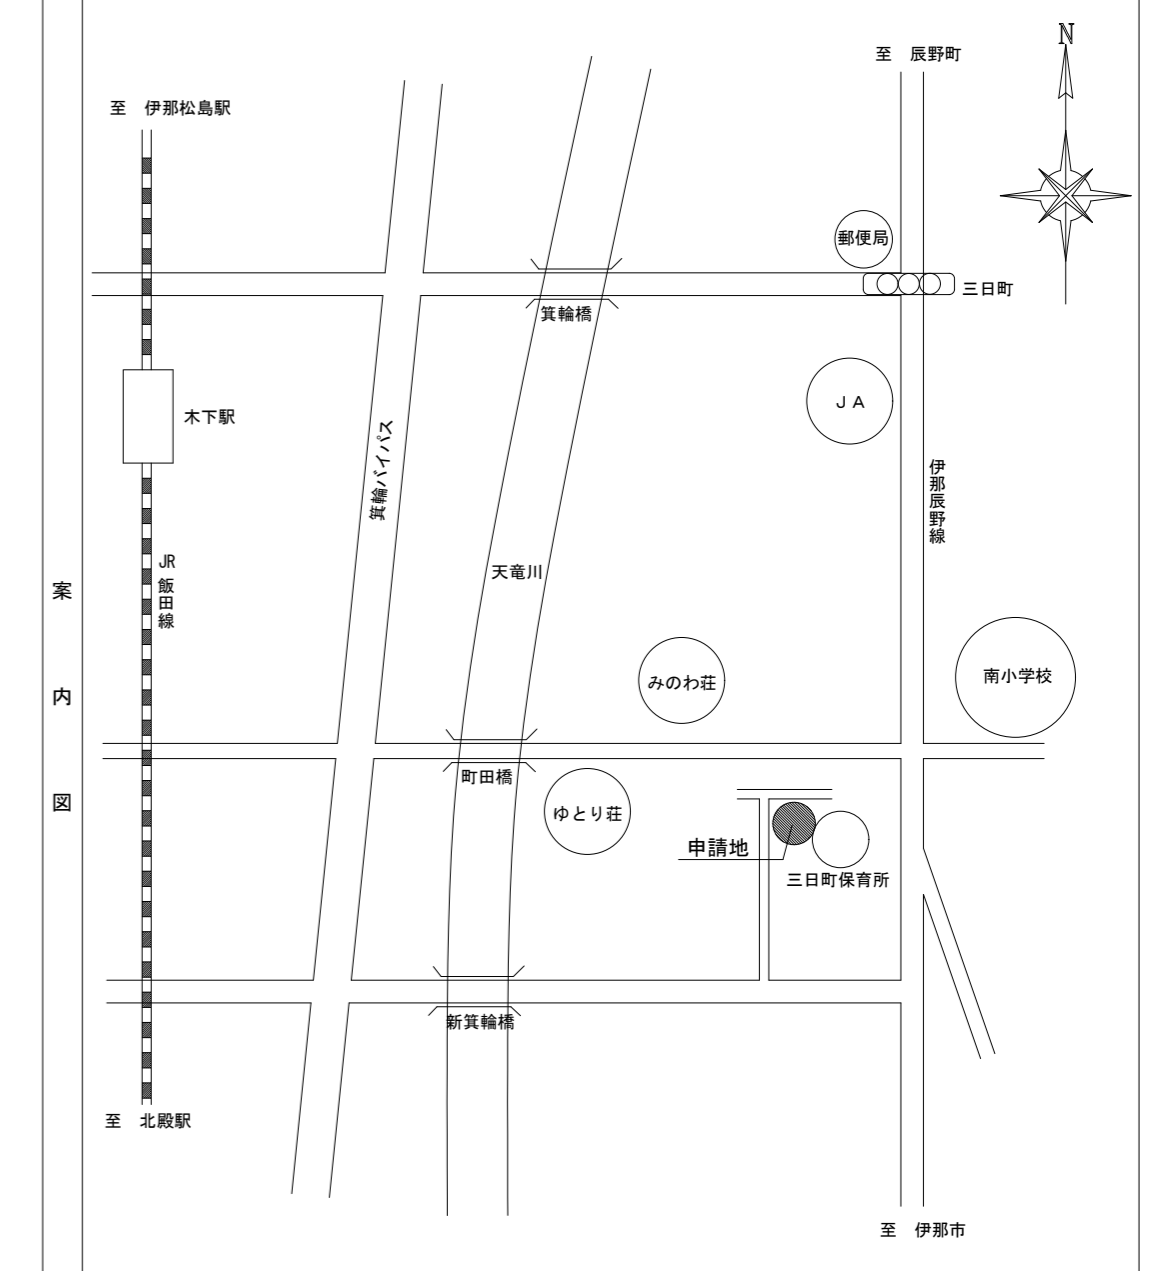 N
至 辰野町
至 伊那松島駅
郵便局
三日町
箕輪橋
JA
木下駅
箕輪バイパス
伊那辰野線
JR飯田線
天竜川
案内図
みのわ荘
南小学校
町田橋
ゆとり荘
申請地
三日町保育所
新箕輪橋
至 北殿駅
至 伊那市